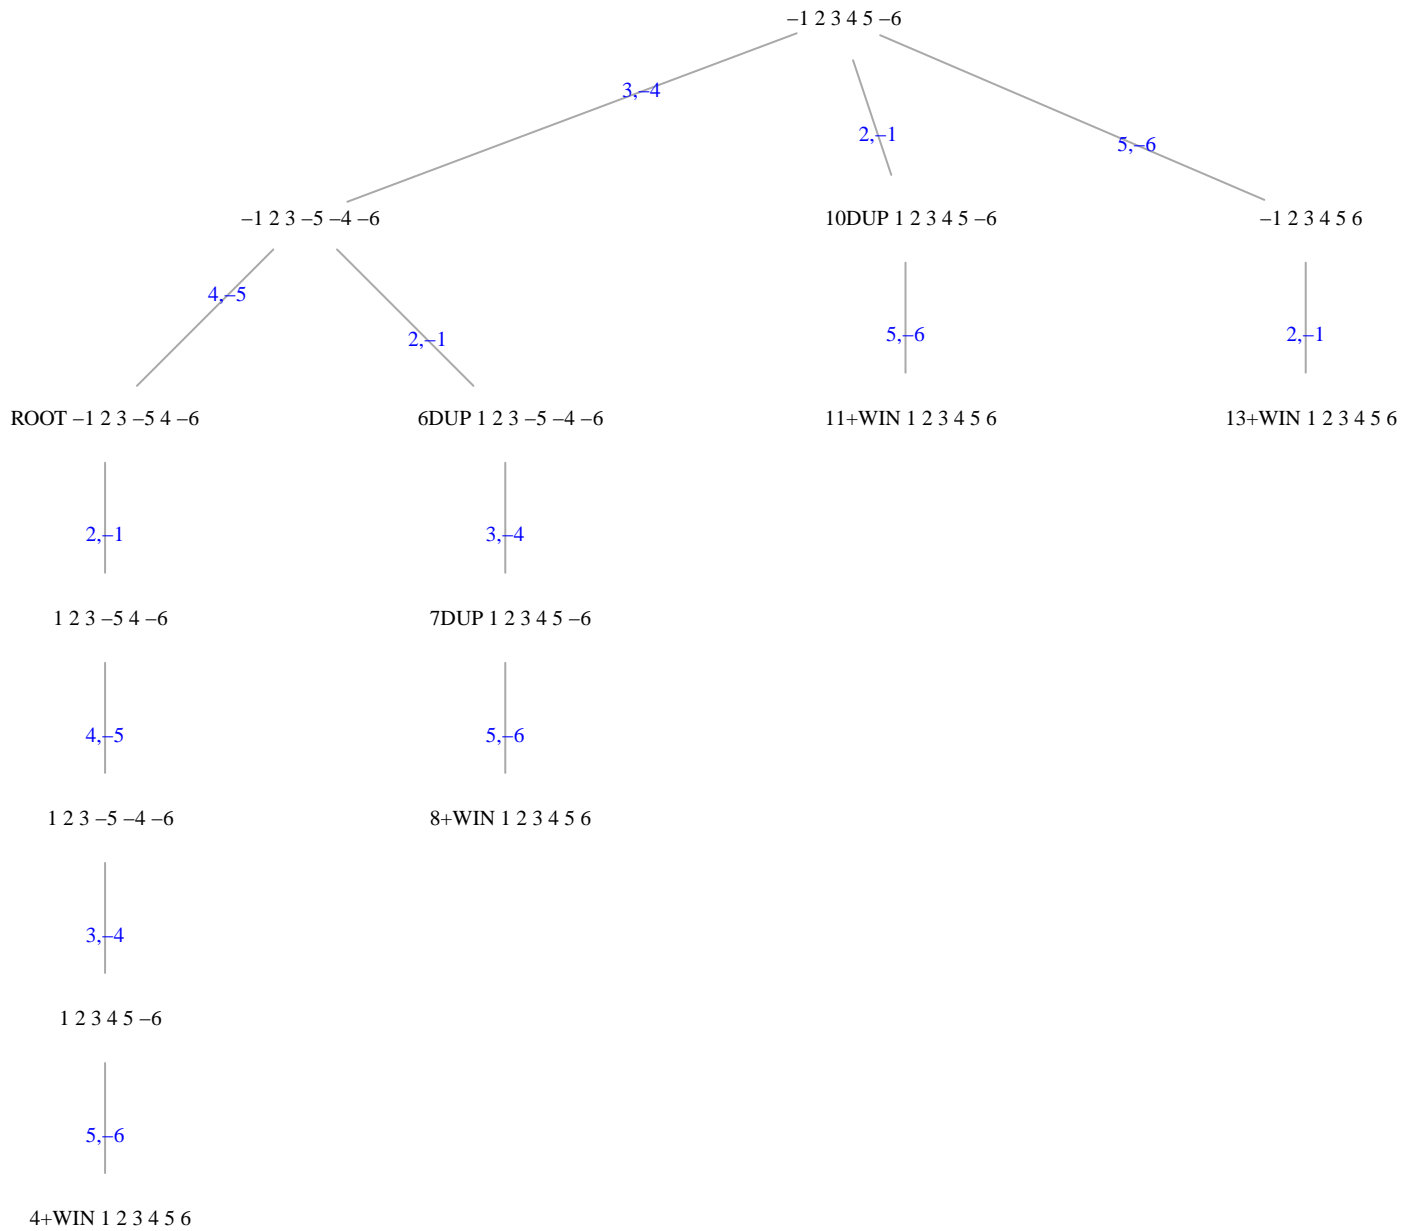 −1 2 3 4 5 −6
3,−4
2,−1
5,−6
−1 2 3 −5 −4 −6
10DUP 1 2 3 4 5 −6
−1 2 3 4 5 6
4,−5
2,−1
5,−6
2,−1
ROOT −1 2 3 −5 4 −6
6DUP 1 2 3 −5 −4 −6
11+WIN 1 2 3 4 5 6
13+WIN 1 2 3 4 5 6
2,−1
3,−4
1 2 3 −5 4 −6
7DUP 1 2 3 4 5 −6
4,−5
5,−6
1 2 3 −5 −4 −6
8+WIN 1 2 3 4 5 6
3,−4
1 2 3 4 5 −6
5,−6
4+WIN 1 2 3 4 5 6